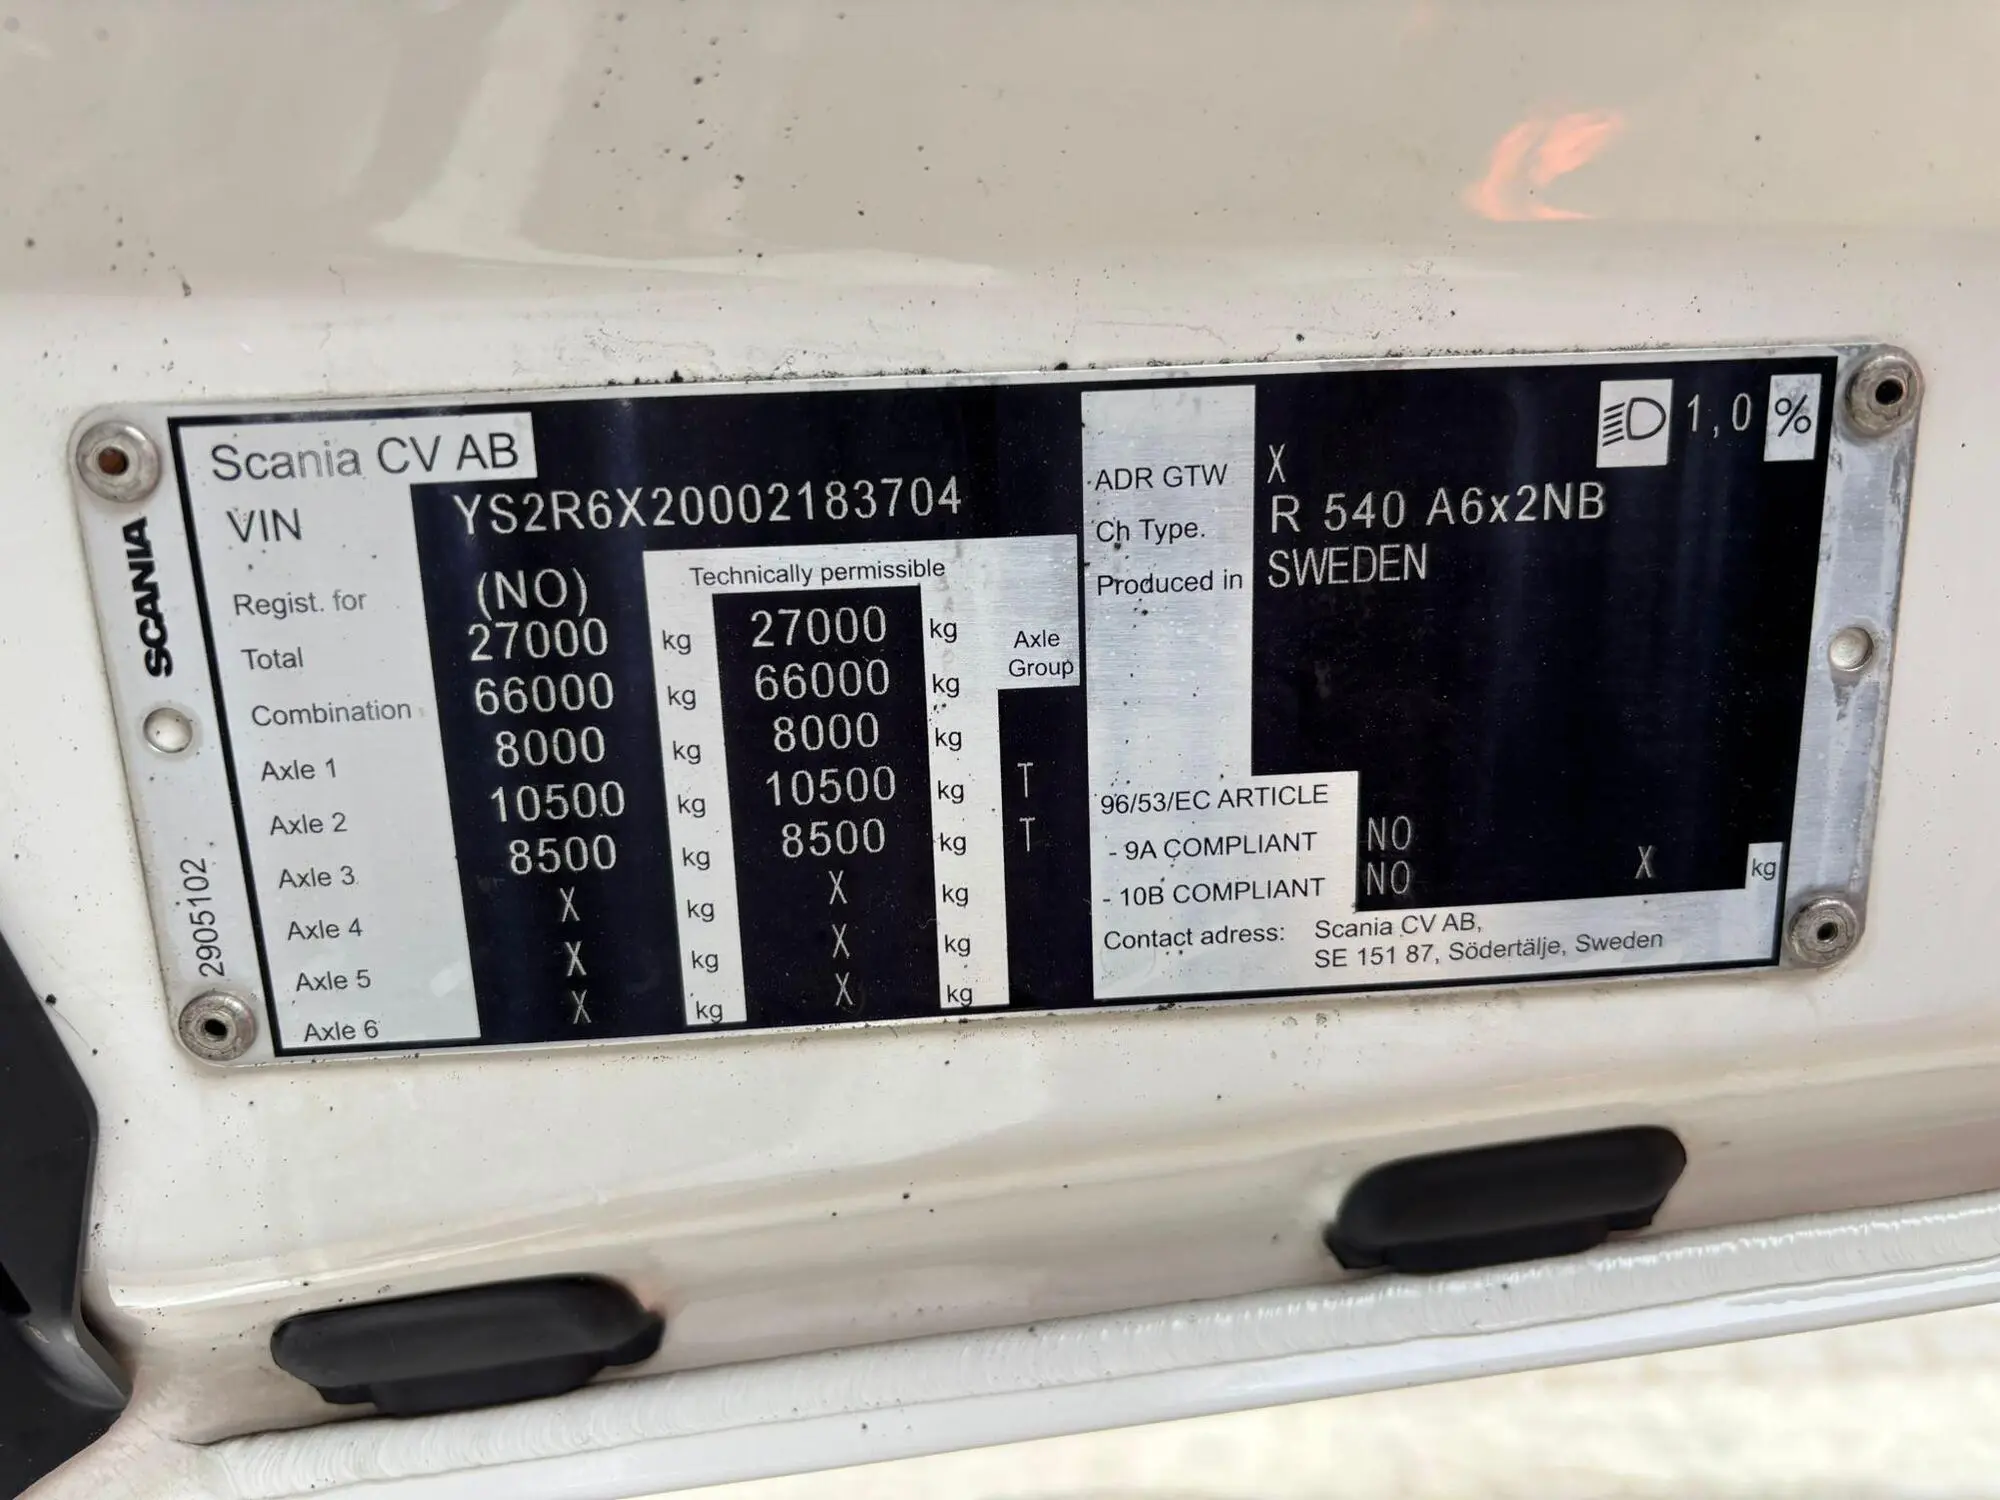 Scania CV AB
VIN YS2R6X20002183704
Technically permissible
Regist. for (NO)
Total 27000 kg 27000 kg
Axle
Group
Combination 66000 kg 66000 kg
Axle 1 8000 kg 8000 kg
Axle 2 10500 kg 10500 kg T
Axle 3 8500 kg 8500 kg T
Axle 4 X kg X kg
Axle 5 X kg X kg
Axle 6 X kg X kg
1,0 %
ADR GTW X
Ch Type. R 540 A6x2NB
Produced in SWEDEN
96/53/EC ARTICLE
- 9A COMPLIANT NO
- 10B COMPLIANT NO X kg
Contact adress: Scania CV AB,
SE 151 87, Södertälje, Sweden
SCANIA
2905102